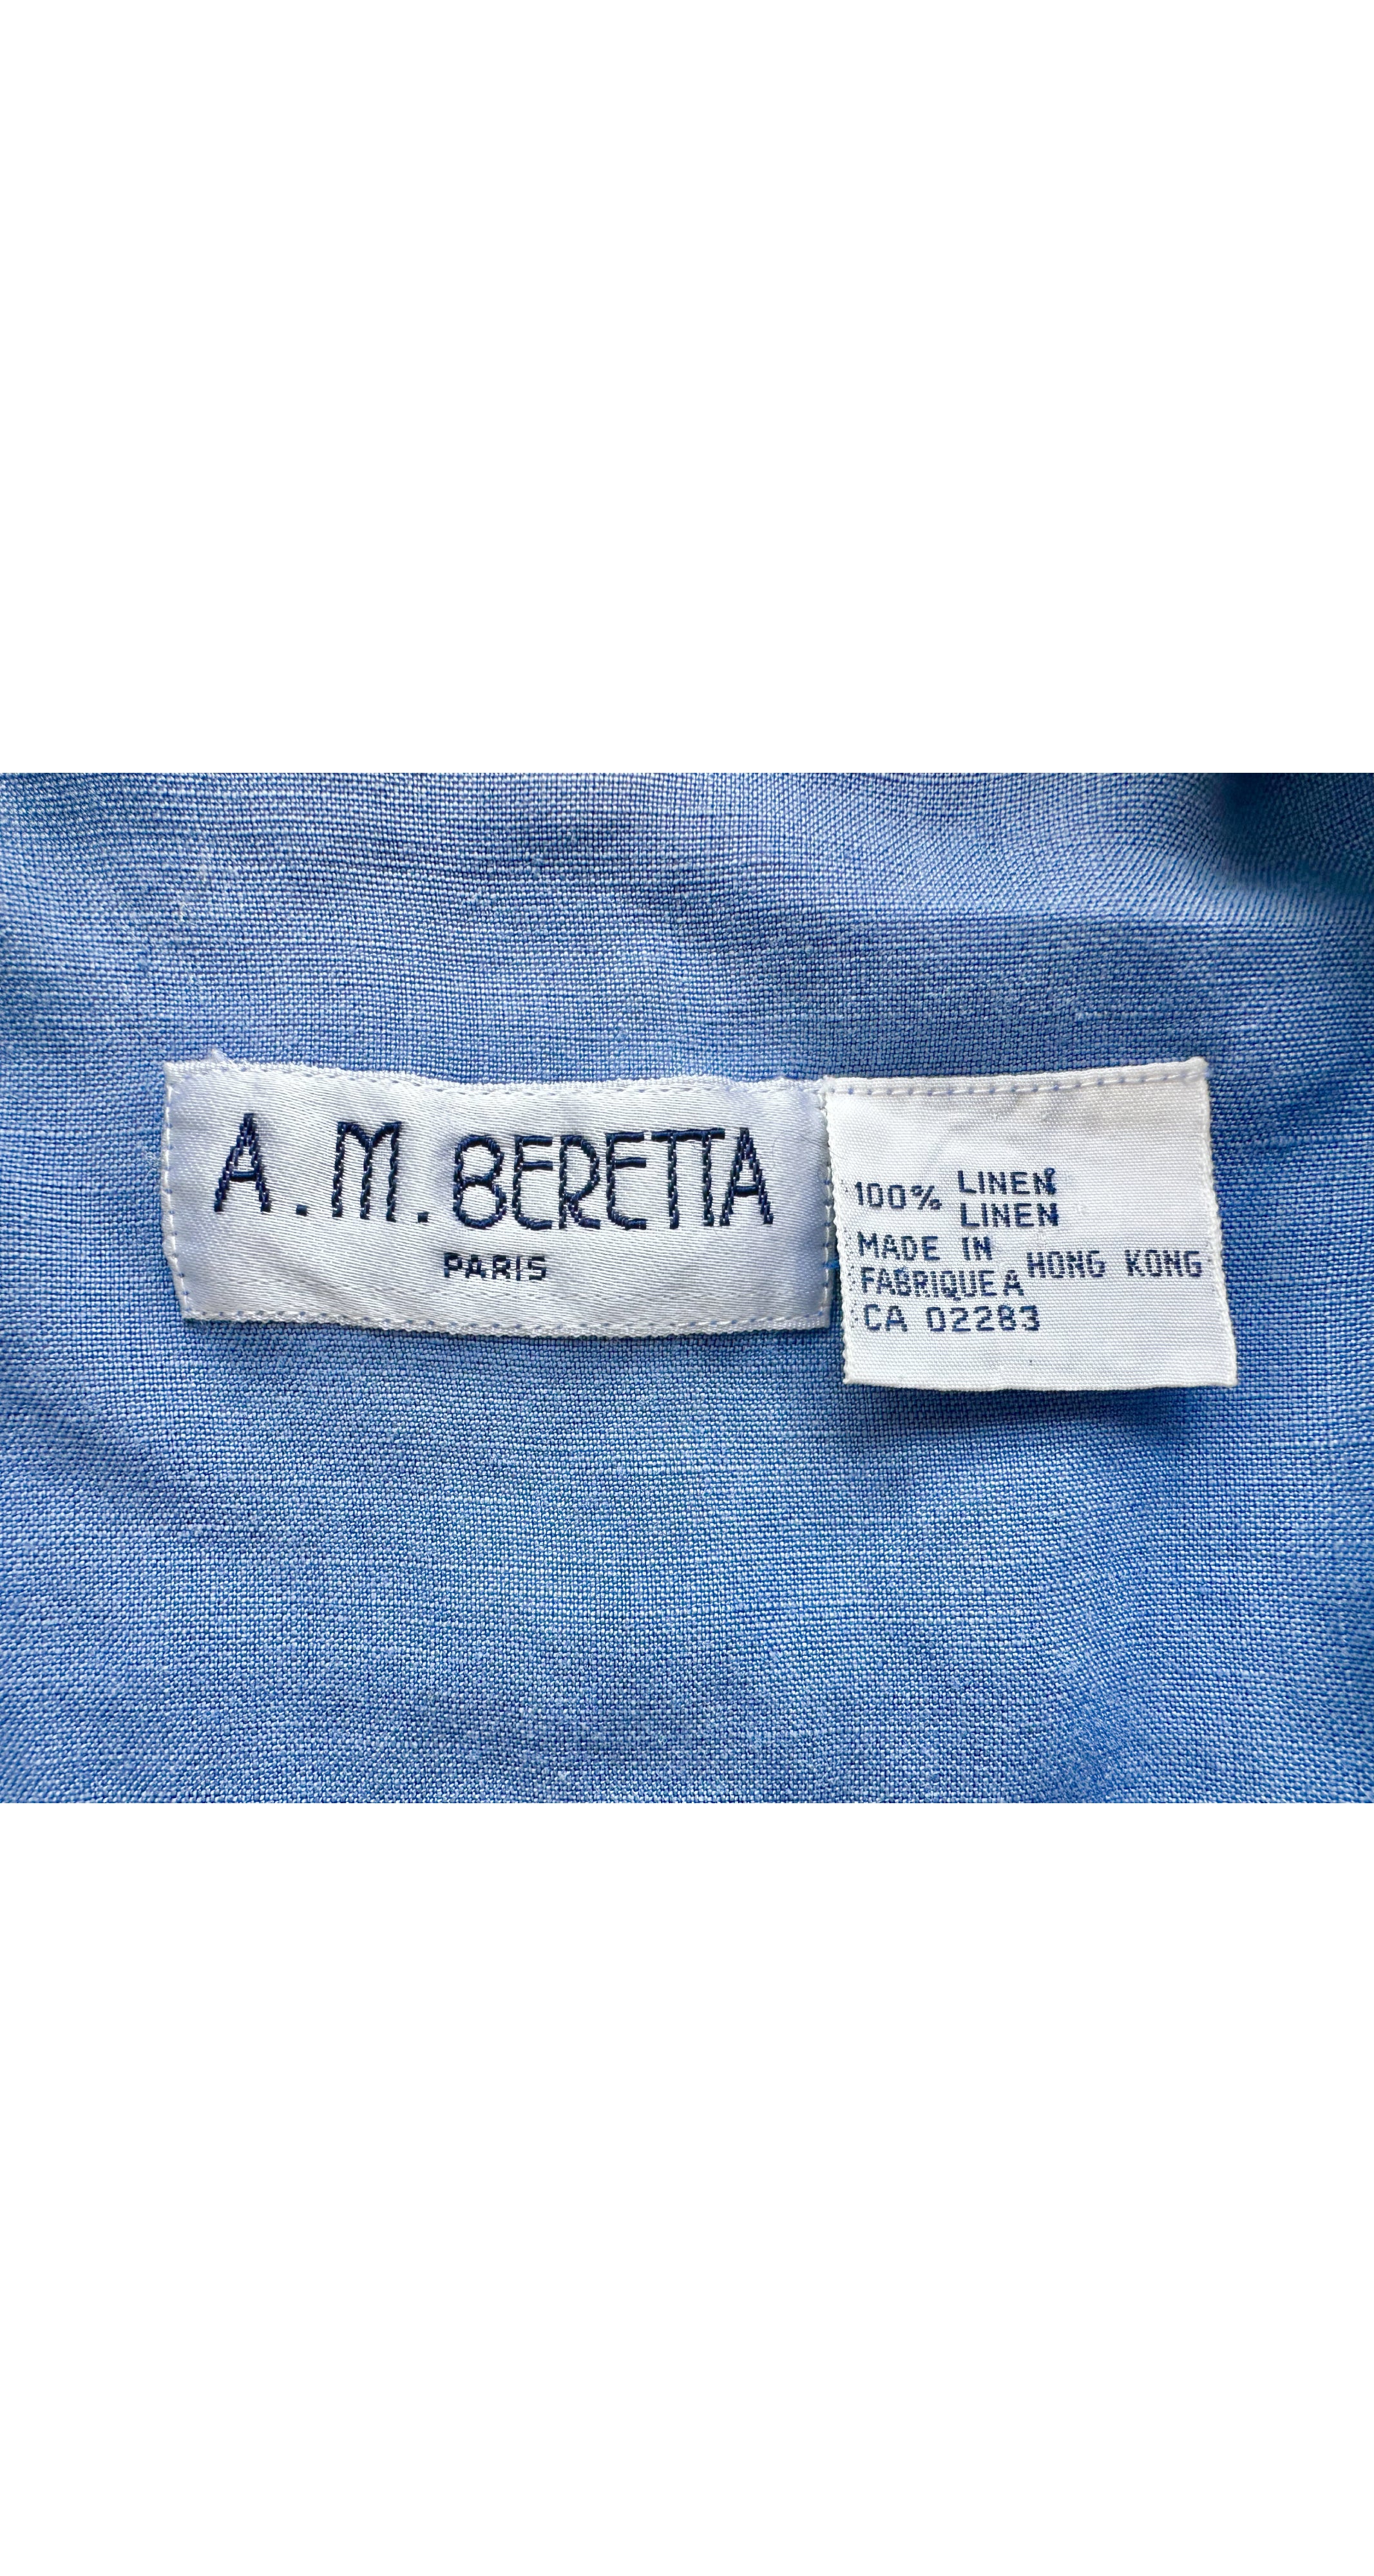 A. M. BERETTA
PARIS
100% LINEN
LINEN
MADE IN
FABRIQUE A HONG KONG
CA 02283